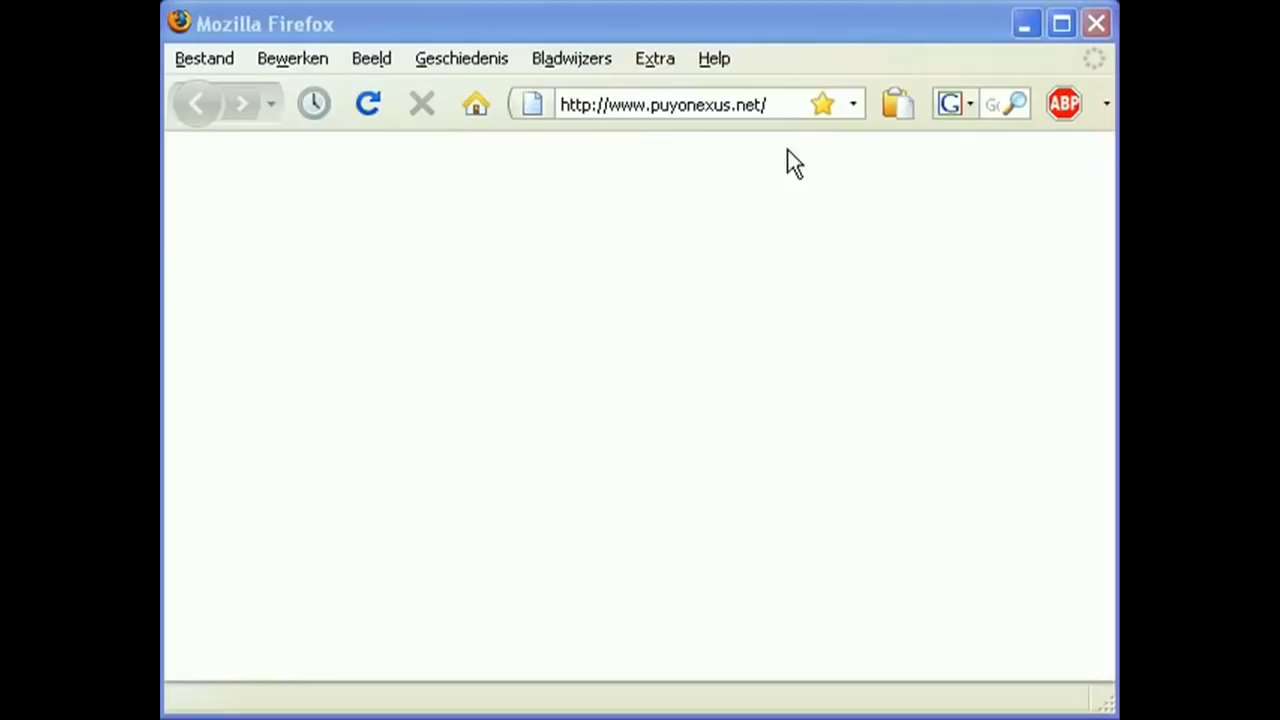 Mozilla Firefox
Bestand Bewerken Beeld Geschiedenis Bladwijzers Extra Help
http://www.puyonexus.net/ G ABP